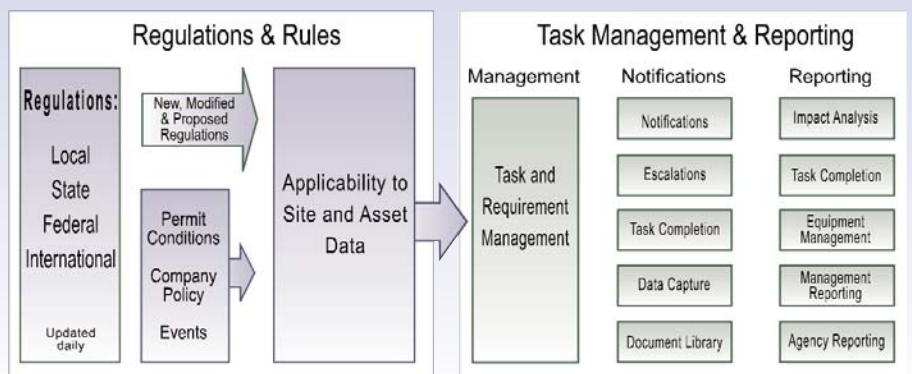 Regulations & Rules
Regulations:
Local
State
Federal
International
Updated
daily
New, Modified
& Proposed
Regulations
Permit
Conditions
Company
Policy
Events
Applicability to
Site and Asset
Data
Task Management & Reporting
Management
Task and
Requirement
Management
Notifications
Notifications
Escalations
Task Completion
Data Capture
Document Library
Reporting
Impact Analysis
Task Completion
Equipment
Management
Management
Reporting
Agency Reporting